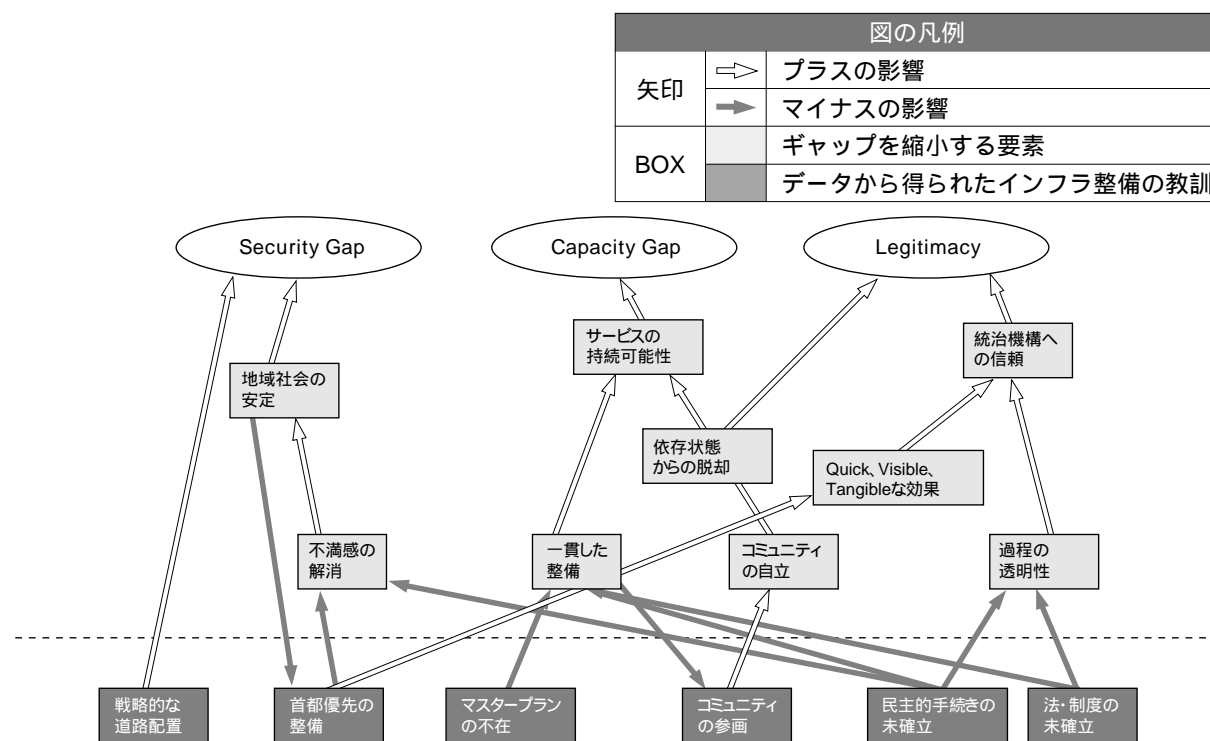 図の凡例
矢印
プラスの影響
マイナスの影響
BOX
ギャップを縮小する要素
データから得られたインフラ整備の教訓
Security Gap
Capacity Gap
Legitimacy
サービスの
持続可能性
統治機構へ
の信頼
地域社会の
安定
依存状態
からの脱却
Quick、Visible、
Tangibleな効果
不満感の
解消
一貫した
整備
コミュニティ
の自立
過程の
透明性
戦略的な
道路配置
首都優先の
整備
マスタープラン
の不在
コミュニティ
の参画
民主的手続きの
未確立
法・制度の
未確立